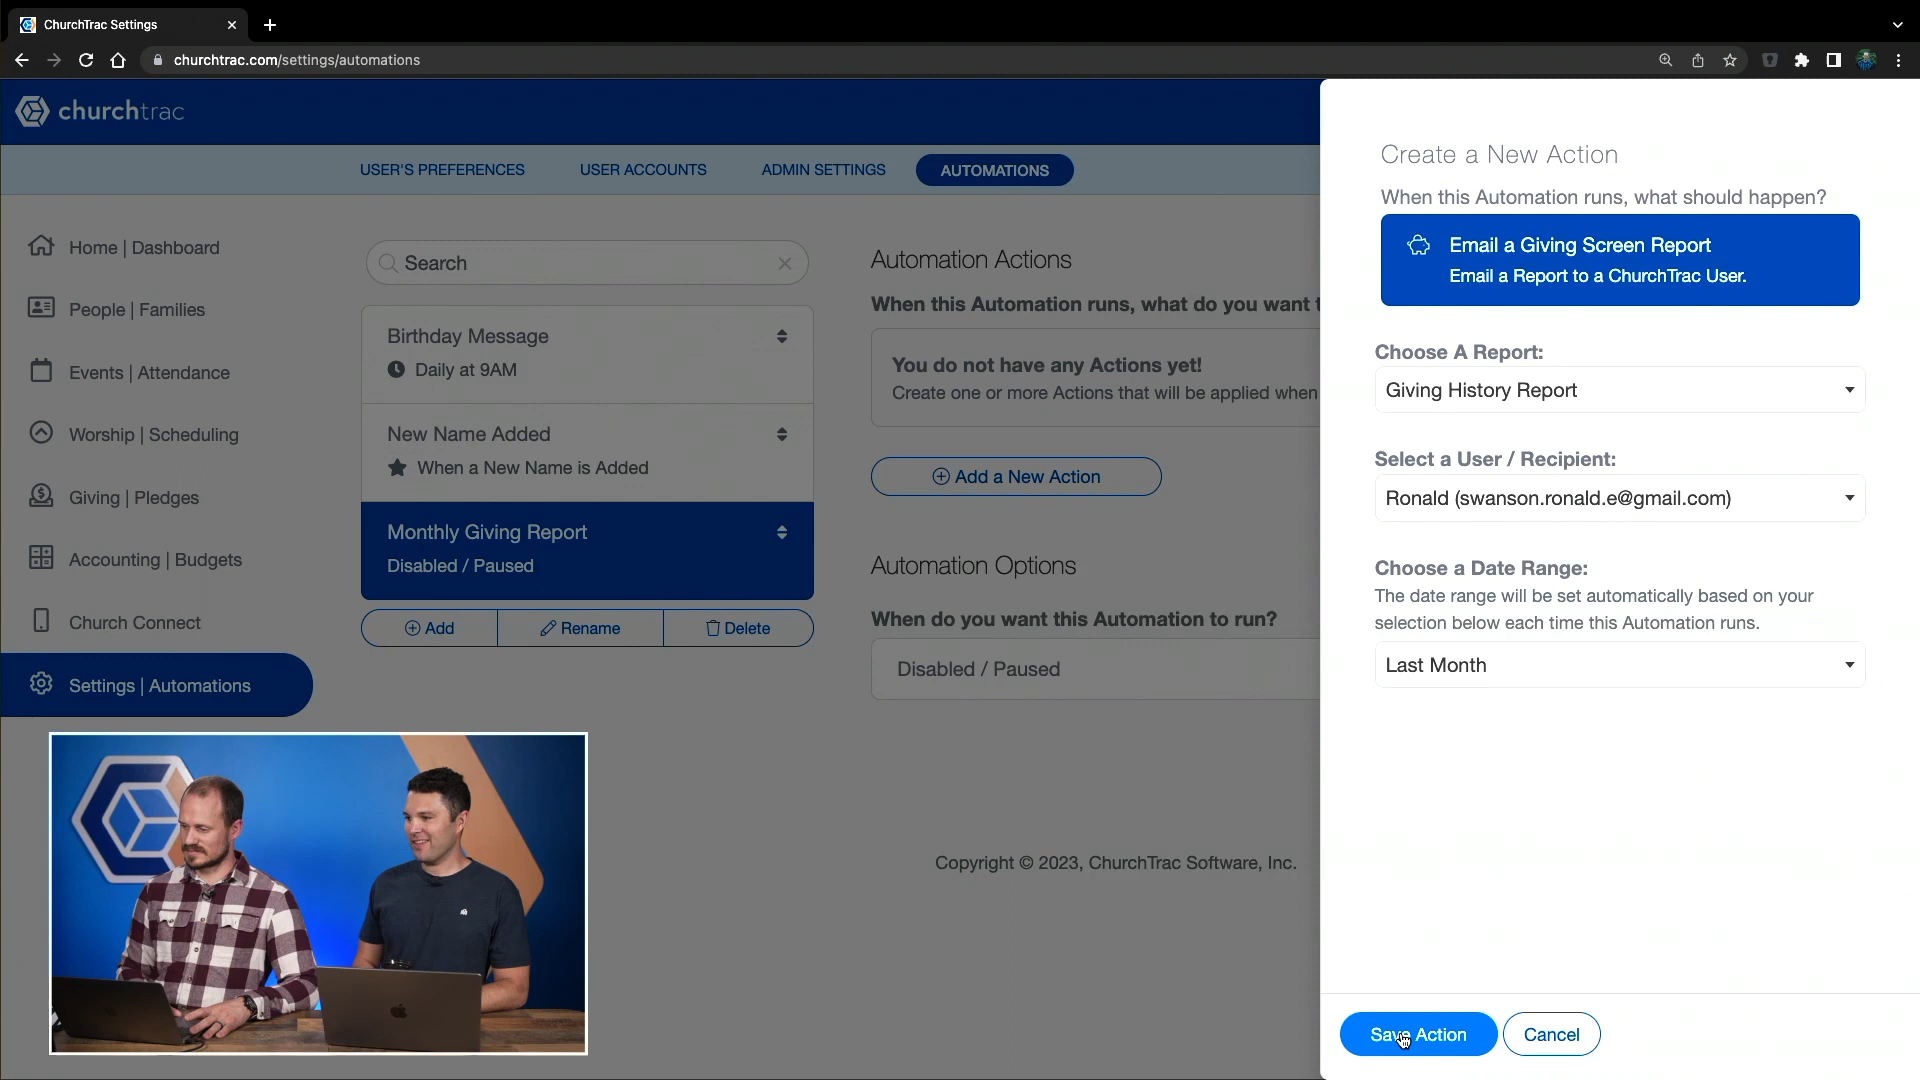 ChurchTrac Settings
churchtrac.com/settings/automations
churchtrac
USER'S PREFERENCES
USER ACCOUNTS
ADMIN SETTINGS
AUTOMATIONS
Home | Dashboard
People | Families
Events | Attendance
Worship | Scheduling
Giving | Pledges
Accounting | Budgets
Church Connect
Settings | Automations
Search
Birthday Message
Daily at 9AM
New Name Added
When a New Name is Added
Monthly Giving Report
Disabled / Paused
Add
Rename
Delete
Automation Actions
When this Automation runs, what do you want
You do not have any Actions yet!
Create one or more Actions that will be applied when
Add a New Action
Automation Options
When do you want this Automation to run?
Disabled / Paused
Copyright © 2023, ChurchTrac Software, Inc.
Create a New Action
When this Automation runs, what should happen?
Email a Giving Screen Report
Email a Report to a ChurchTrac User.
Choose A Report:
Giving History Report
Select a User / Recipient:
Ronald (swanson.ronald.e@gmail.com)
Choose a Date Range:
The date range will be set automatically based on your
selection below each time this Automation runs.
Last Month
Save Action
Cancel